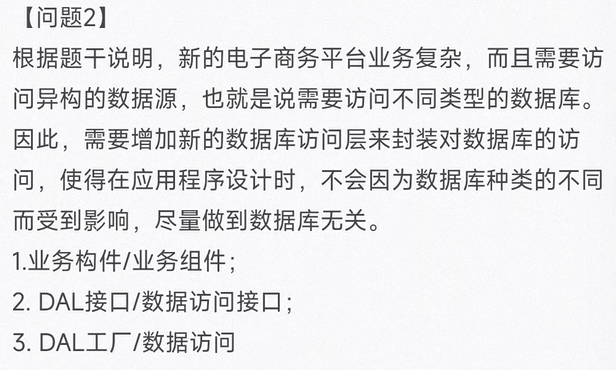 【问题2】
根据题干说明，新的电子商务平台业务复杂，而且需要访
问异构的数据源，也就是说需要访问不同类型的数据库。
因此，需要增加新的数据库访问层来封装对数据库的访
问，使得在应用程序设计时，不会因为数据库种类的不同
而受到影响，尽量做到数据库无关。
1.业务构件/业务组件；
2. DAL接口/数据访问接口；
3. DAL工厂/数据访问